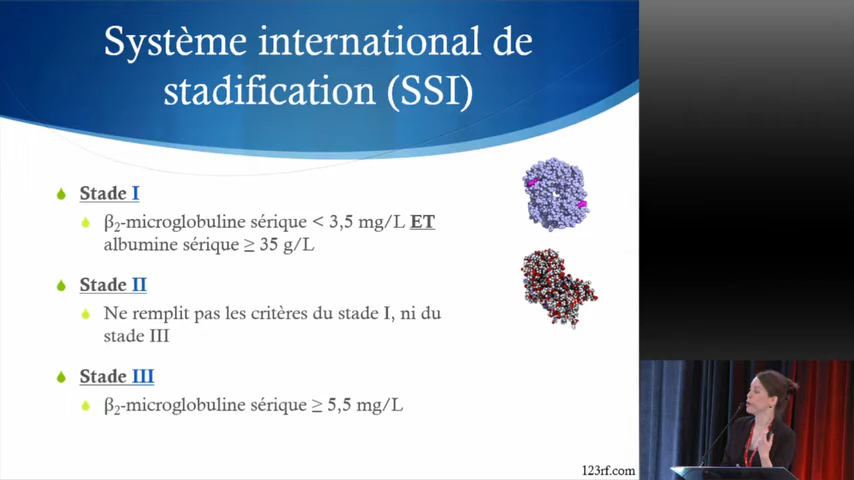 Système international de
stadification (SSI)
Stade I
β₂-microglobuline sérique < 3,5 mg/L ET
albumine sérique ≥ 35 g/L
Stade II
Ne remplit pas les critères du stade I, ni du
stade III
Stade III
β₂-microglobuline sérique ≥ 5,5 mg/L
123rf.com